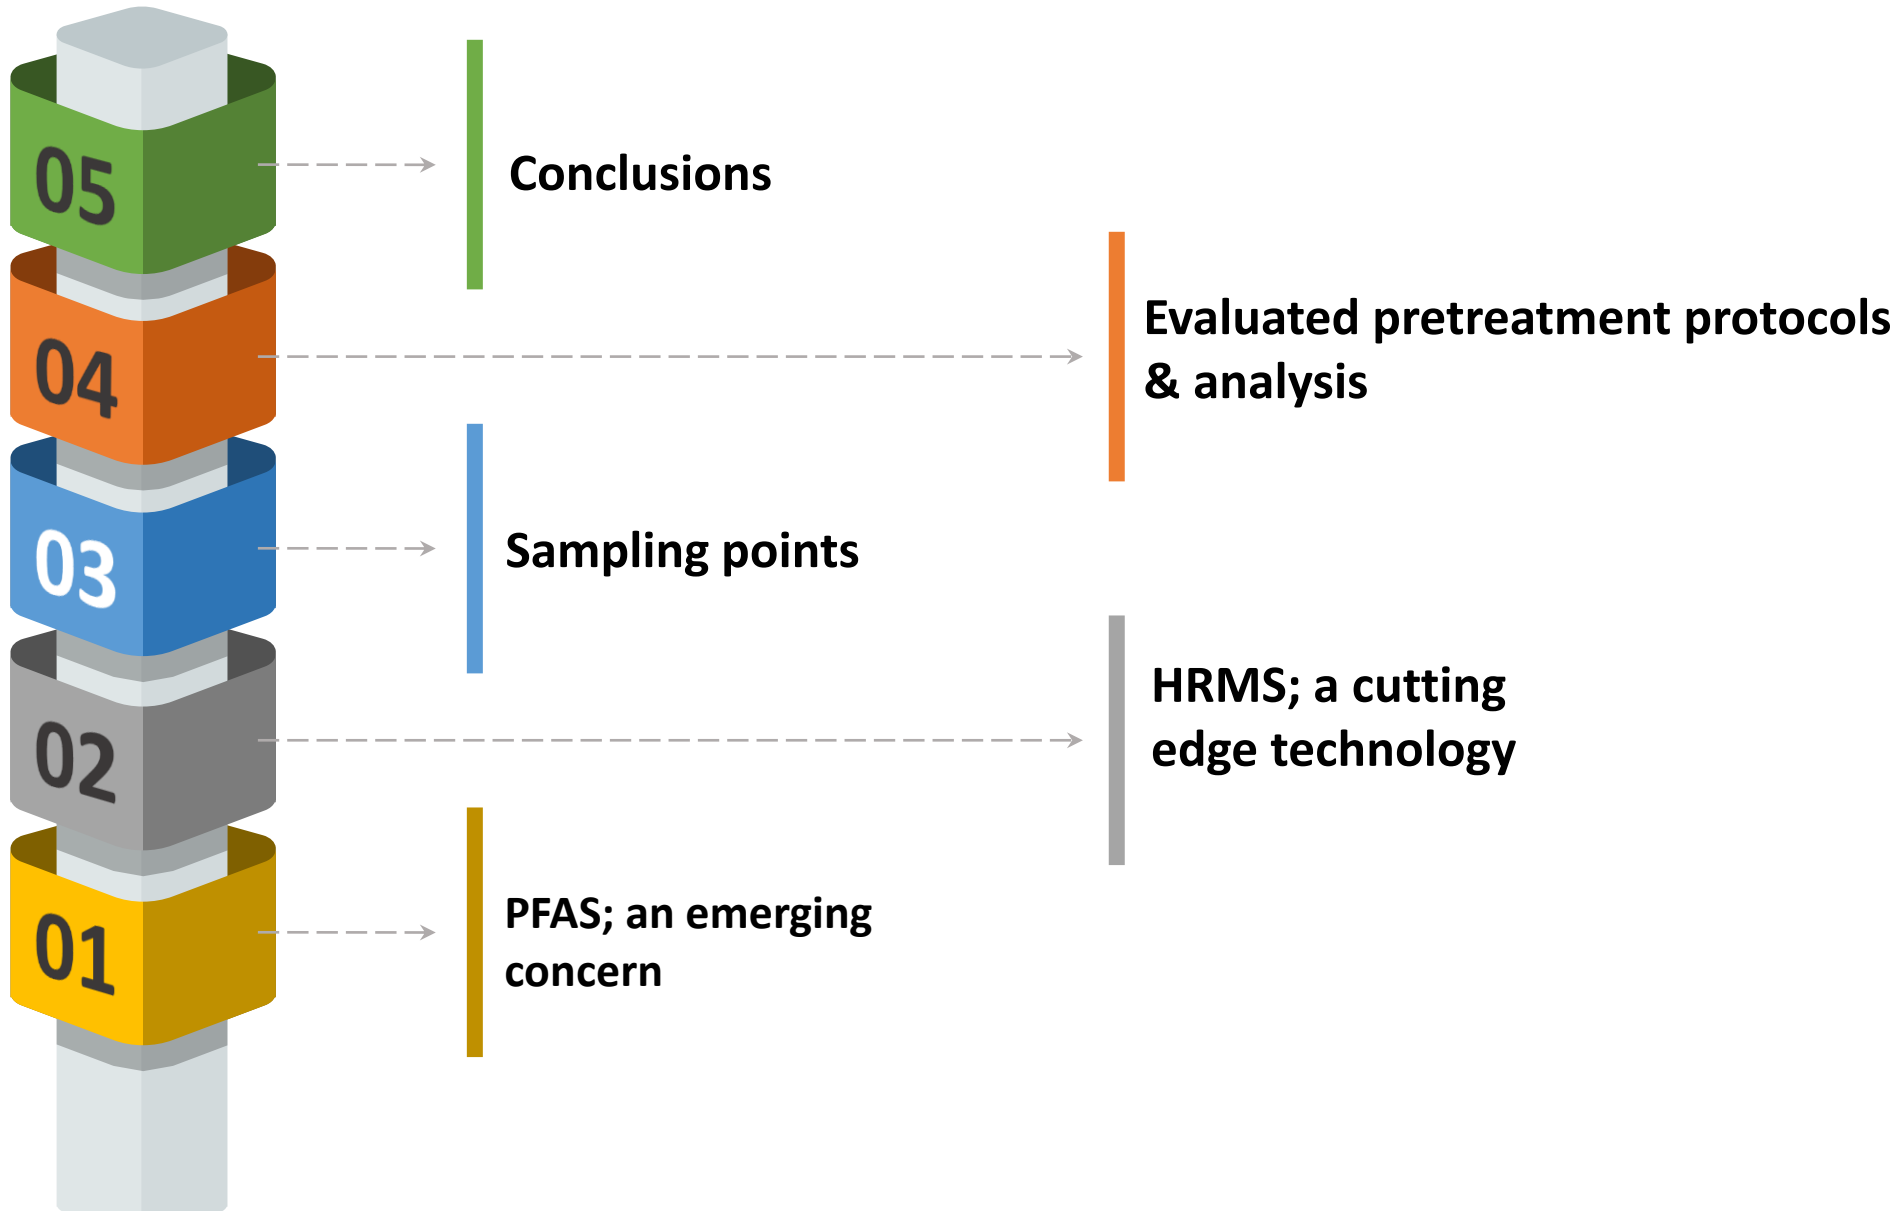 05
Conclusions
04
Evaluated pretreatment protocols
& analysis
03
Sampling points
02
HRMS; a cutting
edge technology
01
PFAS; an emerging
concern